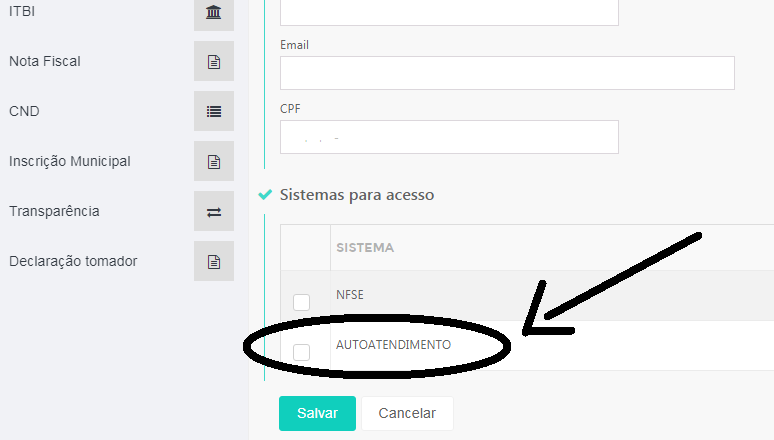 ITBI
Nota Fiscal
CND
Inscrição Municipal
Transparência
Declaração tomador
Email
CPF
. . -
Sistemas para acesso
SISTEMA
NFSE
AUTOATENDIMENTO
Salvar
Cancelar